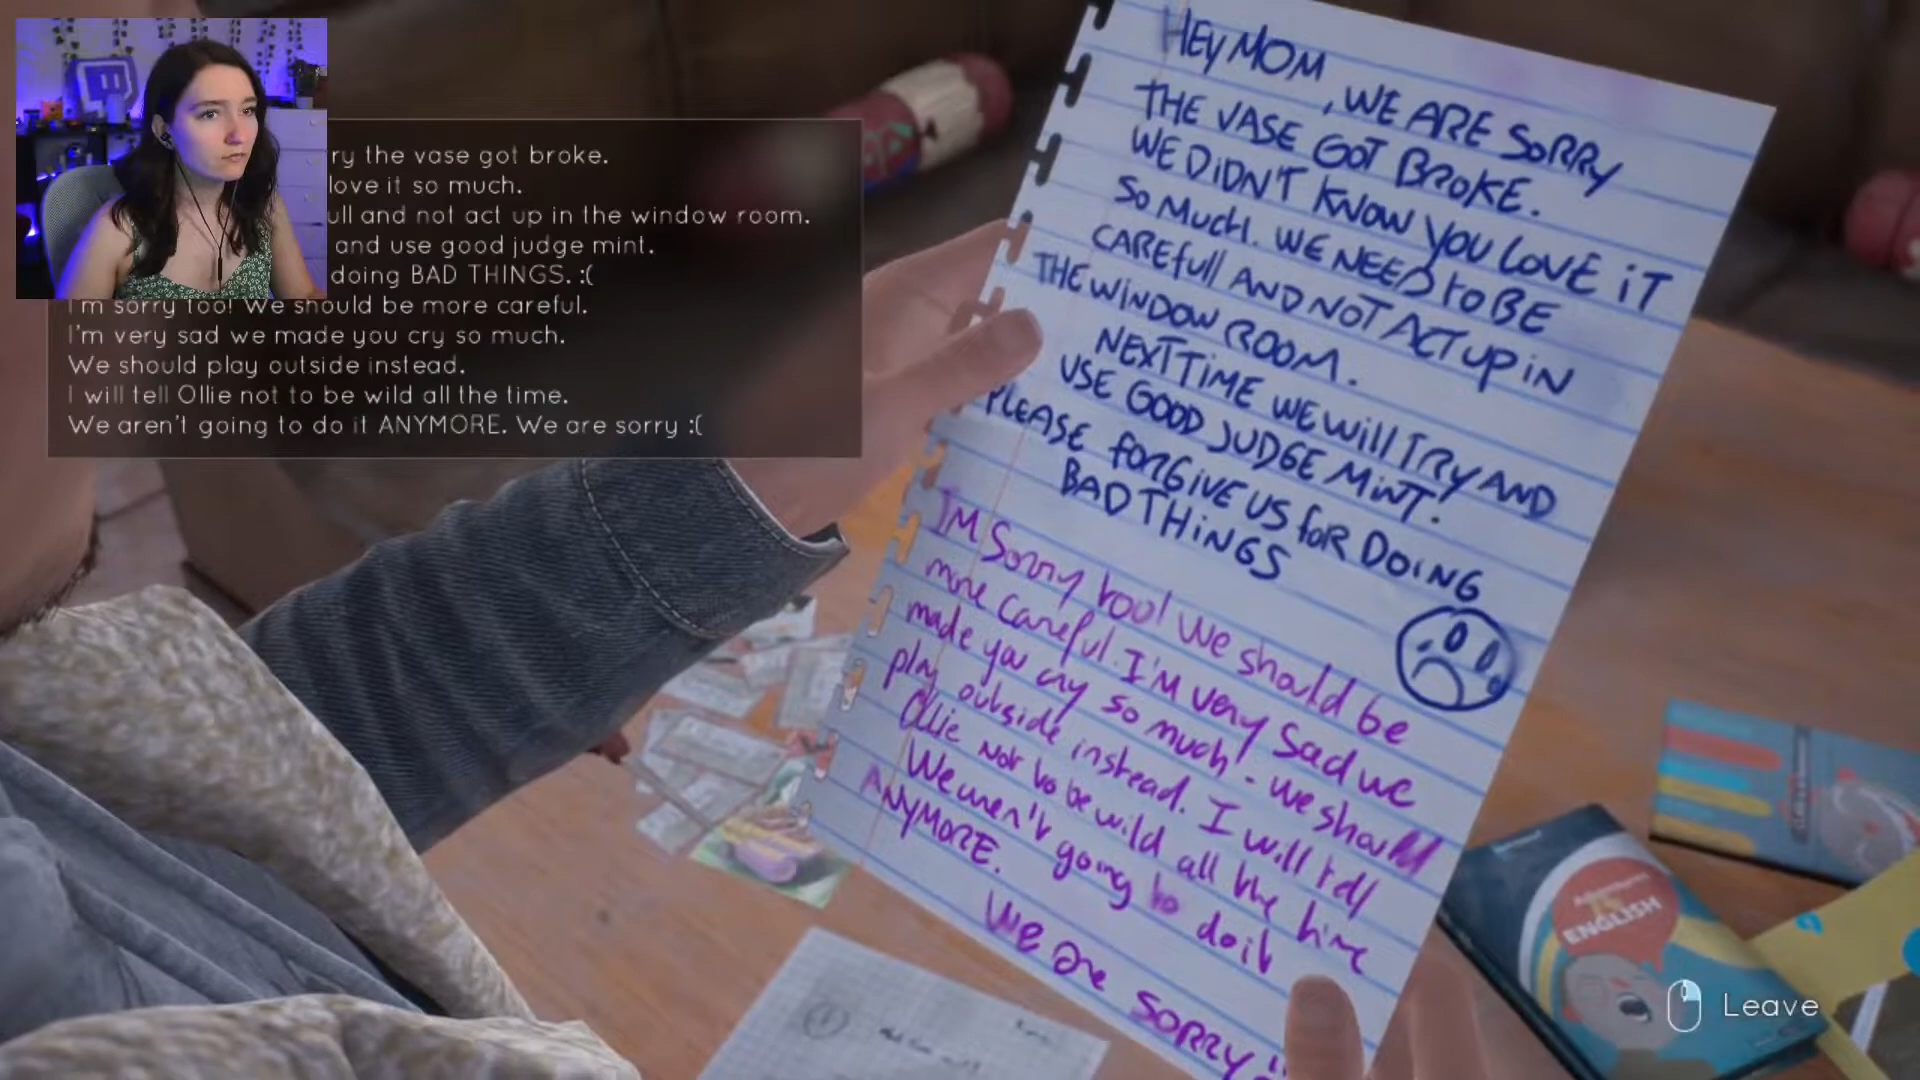 ry the vase got broke.
love it so much.
ull and not act up in the window room.
and use good judge mint.
doing BAD THINGS. :(
I'm sorry too! We should be more careful.
I'm very sad we made you cry so much.
We should play outside instead.
I will tell Ollie not to be wild all the time.
We aren't going to do it ANYMORE. We are sorry :(
HEY MOM, WE ARE SORRY
THE VASE GOT BROKE.
WE DIDN'T KNOW YOU LOVE IT
SO MUCH. WE NEED TO BE
CAREFULL AND NOT ACT UP IN
THE WINDOW ROOM.
NEXT TIME WE WILL TRY AND
USE GOOD JUDGE MINT.
PLEASE FORGIVE US FOR DOING
BAD THINGS
IM Sorry too! We should be
more careful. I'M very sad we
made you cry so much. - We should
play outside instead. I will tell
Ollie not to be wild all the time
We aren't going to do it
ANYMORE.
We are sorry
ENGLISH
Leave